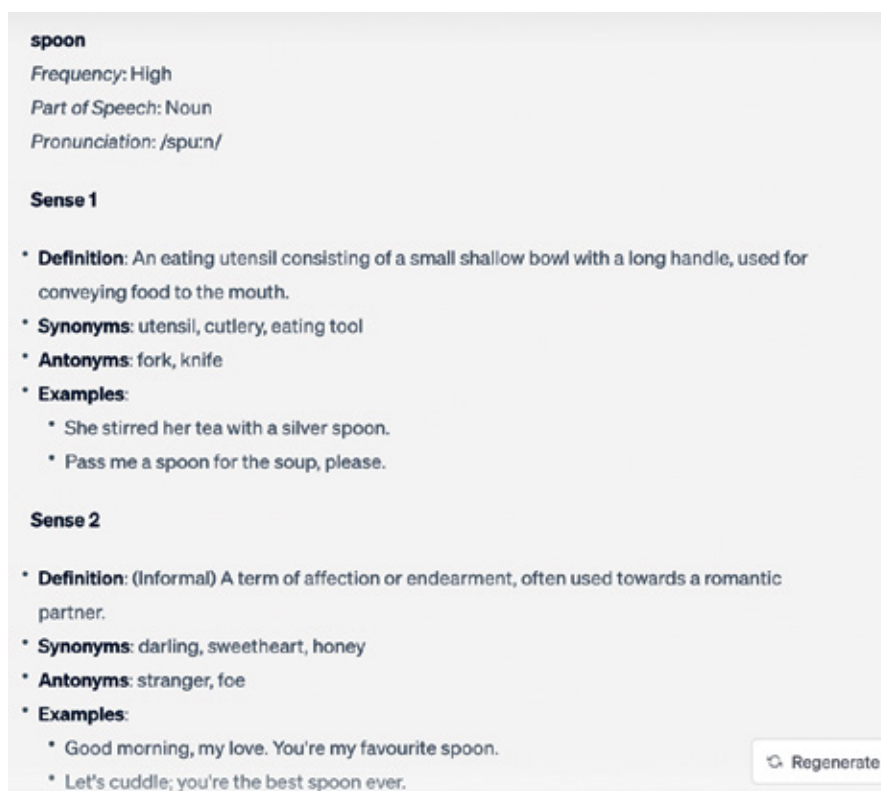 spoon
Frequency: High
Part of Speech: Noun
Pronunciation: /spuːn/
Sense 1
• Definition: An eating utensil consisting of a small shallow bowl with a long handle, used for
conveying food to the mouth.
• Synonyms: utensil, cutlery, eating tool
• Antonyms: fork, knife
• Examples:
• She stirred her tea with a silver spoon.
• Pass me a spoon for the soup, please.
Sense 2
• Definition: (Informal) A term of affection or endearment, often used towards a romantic
partner.
• Synonyms: darling, sweetheart, honey
• Antonyms: stranger, foe
• Examples:
• Good morning, my love. You're my favourite spoon.
• Let's cuddle; you're the best spoon ever.
Regenerate